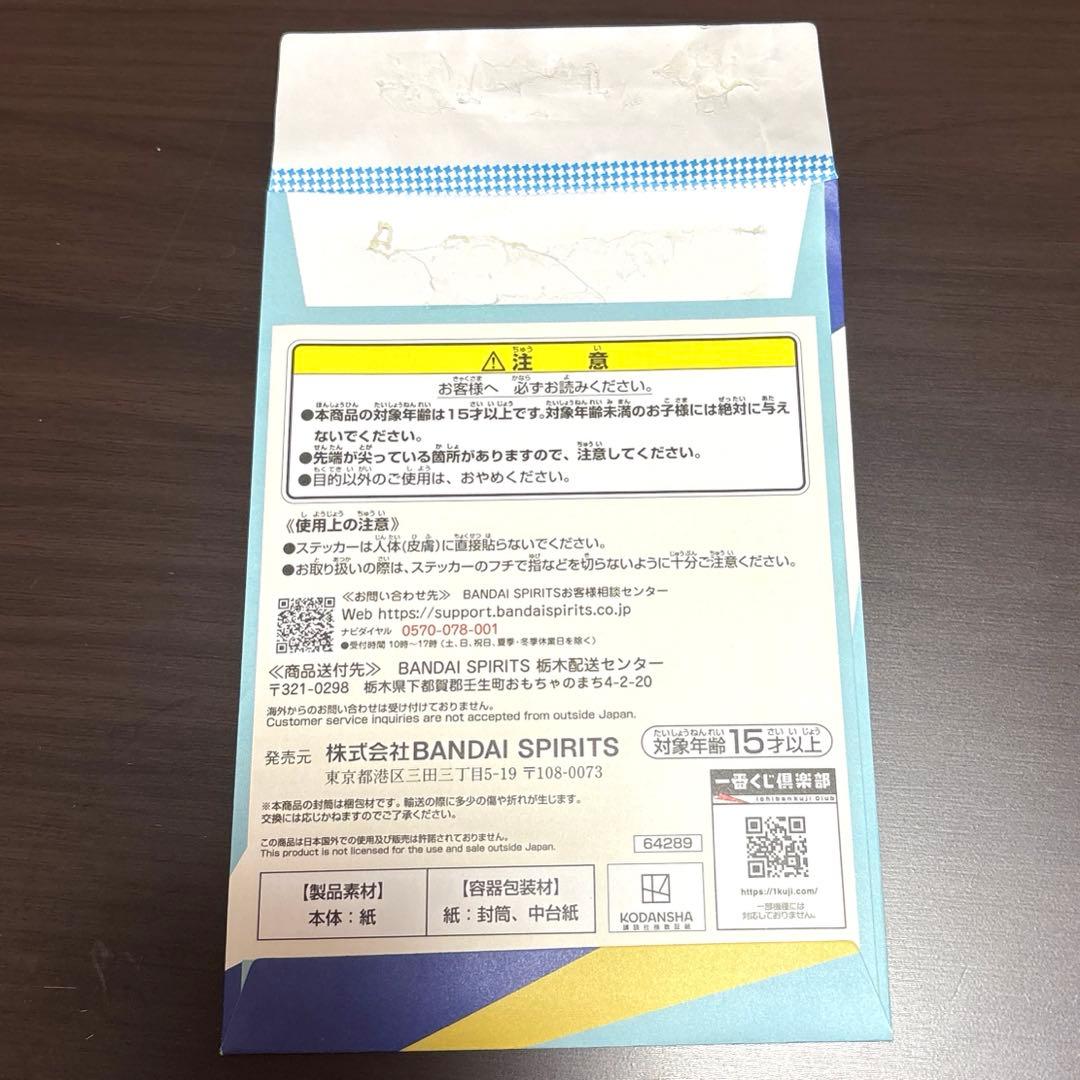 ⚠注意
お客様へ 必ずお読みください。
●本商品の対象年齢は15才以上です。対象年齢未満のお子様には絶対に与え
ないでください。
●先端が尖っている箇所がありますので、注意してください。
●目的以外のご使用は、おやめください。
《使用上の注意》
●ステッカーは人体(皮膚)に直接貼らないでください。
●お取り扱いの際は、ステッカーのフチで指などを切らないように十分ご注意ください。
≪お問い合わせ先≫ BANDAI SPIRITSお客様相談センター
Web https://support.bandaispirits.co.jp
ナビダイヤル 0570-078-001
●受付時間 10時～17時 (土、日、祝日、夏季・冬季休業日を除く)
≪商品送付先≫ BANDAI SPIRITS 栃木配送センター
〒321-0298 栃木県下都賀郡壬生町おもちゃのまち4-2-20
海外からのお問い合わせは受け付けておりません。
Customer service inquiries are not accepted from outside Japan.
発売元 株式会社BANDAI SPIRITS
東京都港区三田三丁目5-19 〒108-0073
対象年齢15才以上
※本商品の封筒は梱包材です。輸送の際に多少の傷や折れが生じます。
交換には応じかねますのでご了承ください。
この商品は日本国外での使用及び販売は許諾されておりません。
This product is not licensed for the use and sale outside Japan.
64289
一番くじ倶楽部
Ichibankuji Club
https://1kuji.com/
一部機種には
対応しておりません。
【製品素材】
本体：紙
【容器包装材】
紙：封筒、中台紙
KODANSHA
講談社複数証紙